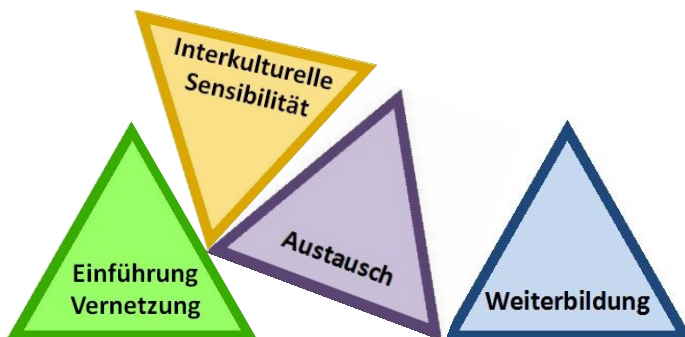 Interkulturelle
Sensibilität
Einführung
Vernetzung
Austausch
Weiterbildung